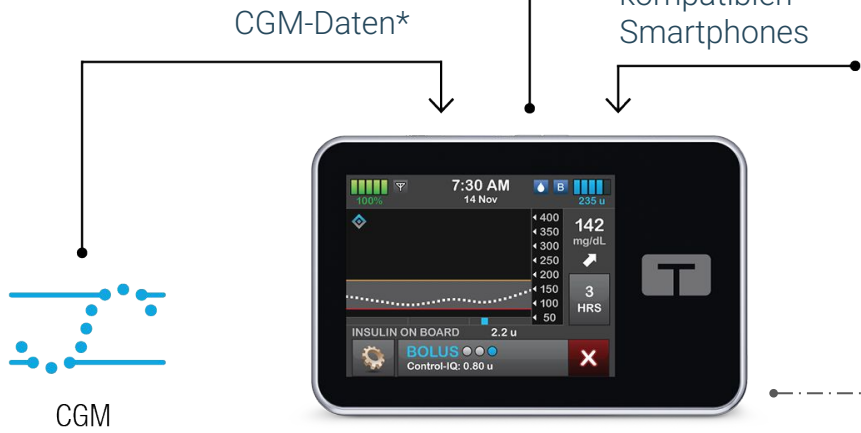 CGM-Daten*
kompatiblen
Smartphones
7:30 AM
14 Nov
100%
B
235 u
400
350
300
250
200
150
100
50
142
mg/dL
3
HRS
T
INSULIN ON BOARD 2.2 u
BOLUS
Control-IQ: 0.80 u
X
CGM